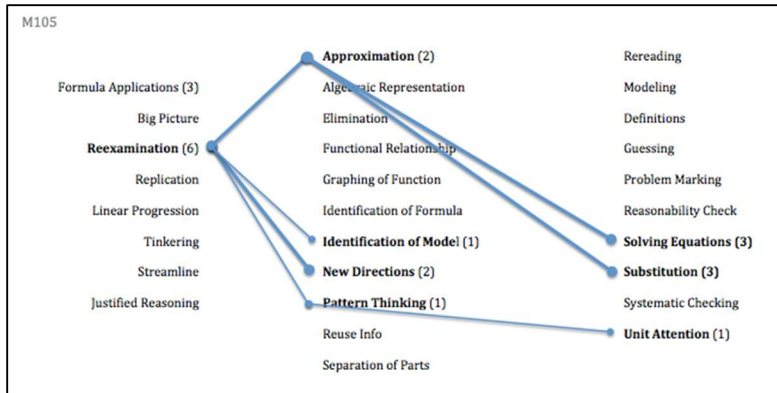 M105
Formula Applications (3)
Big Picture
Reexamination (6)
Replication
Linear Progression
Tinkering
Streamline
Justified Reasoning
Approximation (2)
Algebraic Representation
Elimination
Functional Relationship
Graphing of Function
Identification of Formula
Identification of Model (1)
New Directions (2)
Pattern Thinking (1)
Reuse Info
Separation of Parts
Rereading
Modeling
Definitions
Guessing
Problem Marking
Reasonability Check
Solving Equations (3)
Substitution (3)
Systematic Checking
Unit Attention (1)